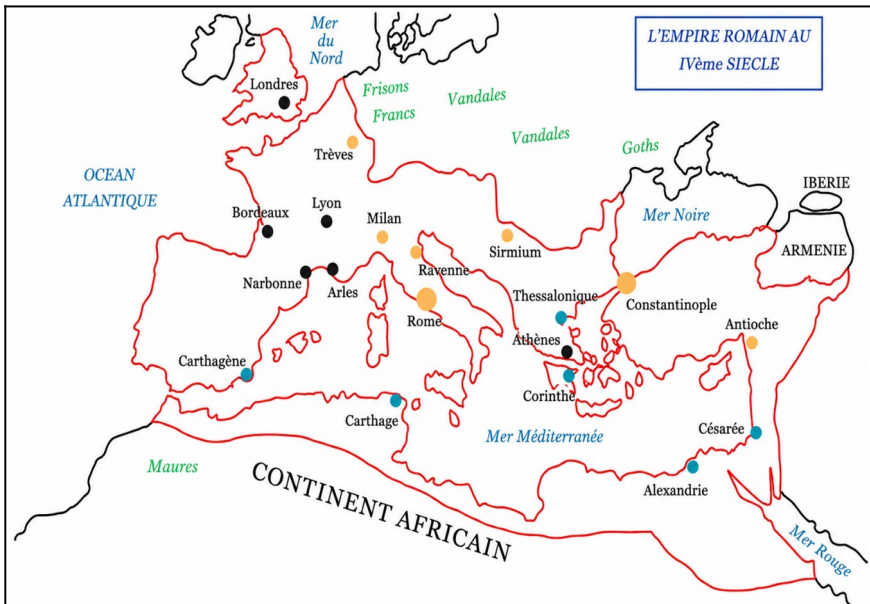 L'EMPIRE ROMAIN AU
IVème SIECLE
Mer
du
Nord
Londres
Frisons
Francs
Vandales
Vandales
Goths
Trèves
OCEAN
ATLANTIQUE
IBERIE
Bordeaux
Lyon
Milan
Mer Noire
ARMENIE
Sirmium
Narbonne
Arles
Ravenne
Thessalonique
Constantinople
Rome
Athènes
Antioche
Carthagène
Corinthe
Carthage
Mer Méditerranée
Césarée
Maures
CONTINENT AFRICAIN
Alexandrie
Mer Rouge